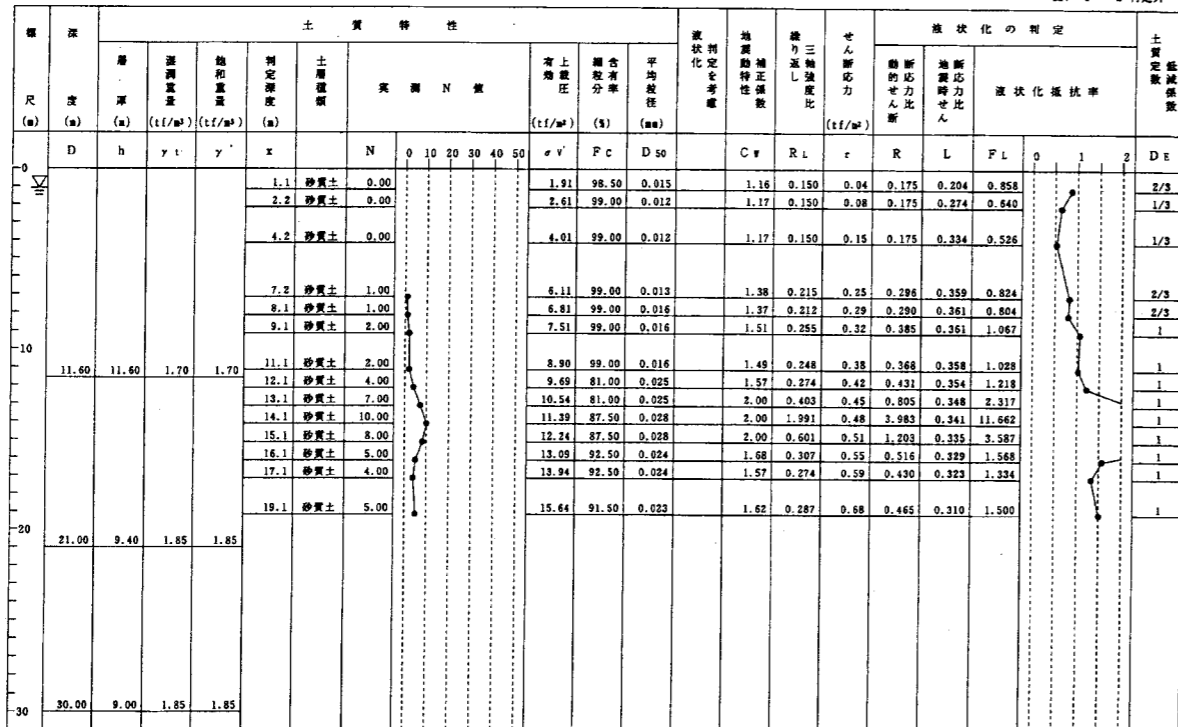 標尺 (m)
深度 (m) D
土質特性
層厚 (m) h
湿潤重量 (tf/m³) γt
飽和重量 (tf/m³) γ'
判定深度 (m) x
土層種類
実測N値 N
0 10 20 30 40 50
有効上載圧 (tf/m²) σV'
細粒分含有率 (%) FC
平均粒径 (mm) D50
液状化判定を考慮
地震動特性補正係数 CW
繰り返し三軸強度比 RL
せん断応力 (tf/m²) τ
液状化の判定
動的せん断応力比 R
地震時せん断応力比 L
液状化抵抗率 FL
0 1 2
土質定数低減係数 DE
0
1.1 砂質土 0.00 1.91 98.50 0.015 1.16 0.150 0.04 0.175 0.204 0.858 2/3
2.2 砂質土 0.00 2.61 99.00 0.012 1.17 0.150 0.08 0.175 0.274 0.640 1/3
4.2 砂質土 0.00 4.01 99.00 0.012 1.17 0.150 0.15 0.175 0.334 0.526 1/3
7.2 砂質土 1.00 6.11 99.00 0.013 1.38 0.215 0.25 0.296 0.359 0.824 2/3
8.1 砂質土 1.00 6.81 99.00 0.016 1.37 0.212 0.29 0.290 0.361 0.804 2/3
9.1 砂質土 2.00 7.51 99.00 0.016 1.51 0.255 0.32 0.385 0.361 1.067 1
10
11.1 砂質土 2.00 8.90 99.00 0.016 1.49 0.248 0.38 0.368 0.358 1.028 1
11.60 11.60 1.70 1.70
12.1 砂質土 4.00 9.69 81.00 0.025 1.57 0.274 0.42 0.431 0.354 1.218 1
13.1 砂質土 7.00 10.54 81.00 0.025 2.00 0.403 0.45 0.805 0.348 2.317 1
14.1 砂質土 10.00 11.39 87.50 0.028 2.00 1.991 0.48 3.983 0.341 11.662 1
15.1 砂質土 8.00 12.24 87.50 0.028 2.00 0.601 0.51 1.203 0.335 3.587 1
16.1 砂質土 5.00 13.09 92.50 0.024 1.68 0.307 0.55 0.516 0.329 1.568 1
17.1 砂質土 4.00 13.94 92.50 0.024 1.57 0.274 0.59 0.430 0.323 1.334 1
19.1 砂質土 5.00 15.64 91.50 0.023 1.62 0.287 0.68 0.465 0.310 1.500 1
20
21.00 9.40 1.85 1.85
30
30.00 9.00 1.85 1.85